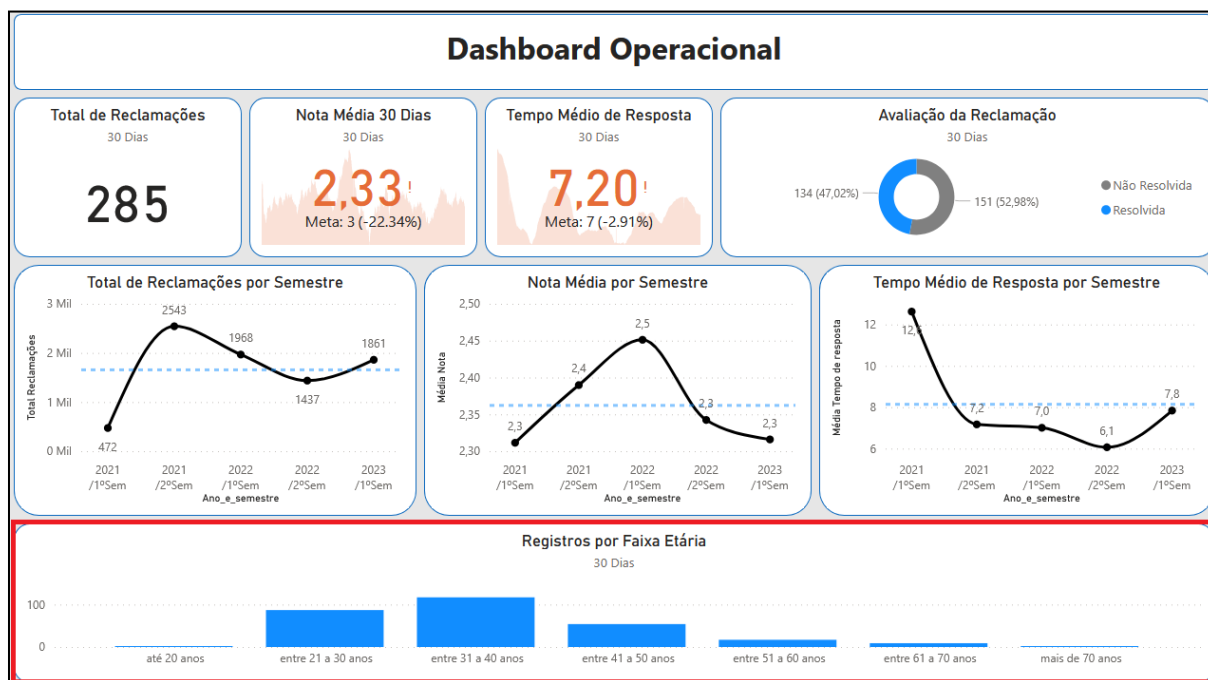 Dashboard Operacional
Total de Reclamações
30 Dias
285
Nota Média 30 Dias
30 Dias
2,33!
Meta: 3 (-22.34%)
Tempo Médio de Resposta
30 Dias
7,20!
Meta: 7 (-2.91%)
Avaliação da Reclamação
30 Dias
134 (47,02%)
151 (52,98%)
Não Resolvida
Resolvida
Total de Reclamações por Semestre
Total Reclamações
3 Mil
2 Mil
1 Mil
0 Mil
472
2543
1968
1437
1861
2021 /1ºSem
2021 /2ºSem
2022 /1ºSem
2022 /2ºSem
2023 /1ºSem
Ano_e_semestre
Nota Média por Semestre
Média Nota
2,50
2,45
2,40
2,35
2,30
2,3
2,4
2,5
2,3
2,3
2021 /1ºSem
2021 /2ºSem
2022 /1ºSem
2022 /2ºSem
2023 /1ºSem
Ano_e_semestre
Tempo Médio de Resposta por Semestre
Média Tempo de resposta
12
10
8
6
12,6
7,2
7,0
6,1
7,8
2021 /1ºSem
2021 /2ºSem
2022 /1ºSem
2022 /2ºSem
2023 /1ºSem
Ano_e_semestre
Registros por Faixa Etária
30 Dias
100
0
até 20 anos
entre 21 a 30 anos
entre 31 a 40 anos
entre 41 a 50 anos
entre 51 a 60 anos
entre 61 a 70 anos
mais de 70 anos